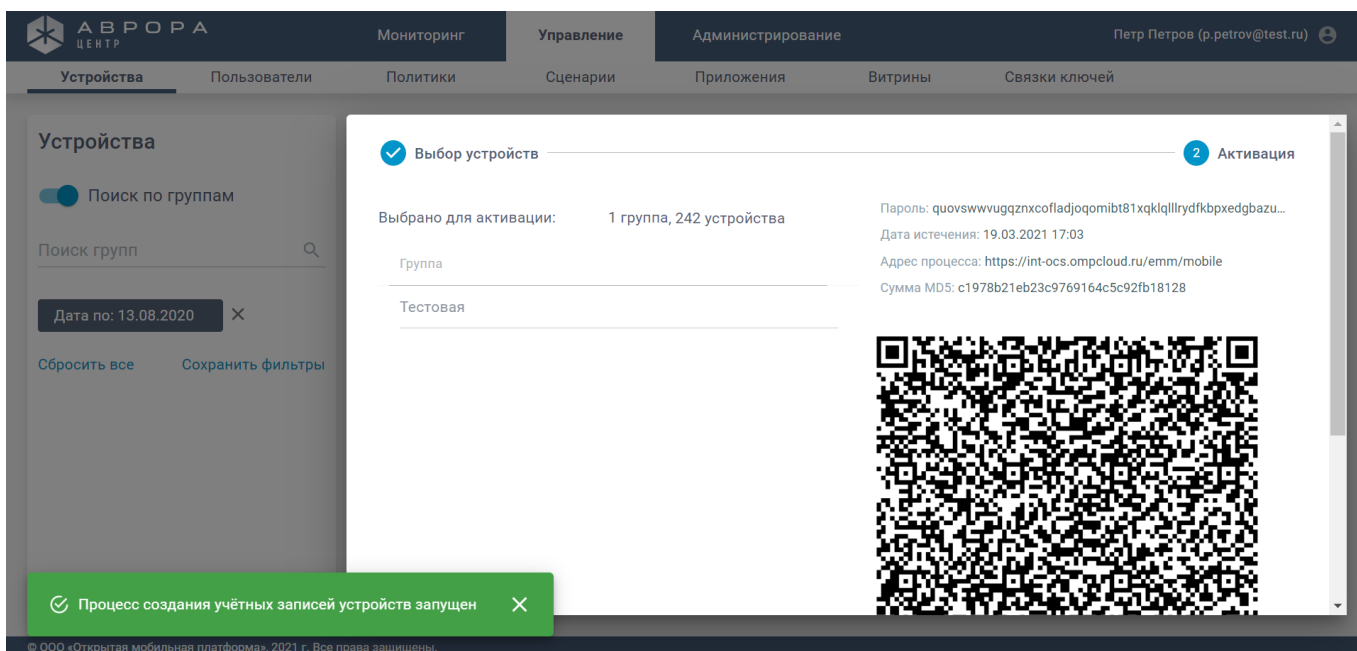 АВРОРА
ЦЕНТР
Мониторинг
Управление
Администрирование
Петр Петров (p.petrov@test.ru)
Устройства
Пользователи
Политики
Сценарии
Приложения
Витрины
Связки ключей
Устройства
Поиск по группам
Поиск групп
Дата по: 13.08.2020
Сбросить все
Сохранить фильтры
Выбор устройств
2
Активация
Выбрано для активации:
1 группа, 242 устройства
Группа
Тестовая
Пароль: quovswwvugqznxcofladjoqomibt81xqklqlllrydfkbpxedgbazu...
Дата истечения: 19.03.2021 17:03
Адрес процесса: https://int-ocs.ompcloud.ru/emm/mobile
Сумма MD5: c1978b21eb23c9769164c5c92fb18128
Процесс создания учётных записей устройств запущен
© ООО «Открытая мобильная платформа», 2021 г. Все права защищены.